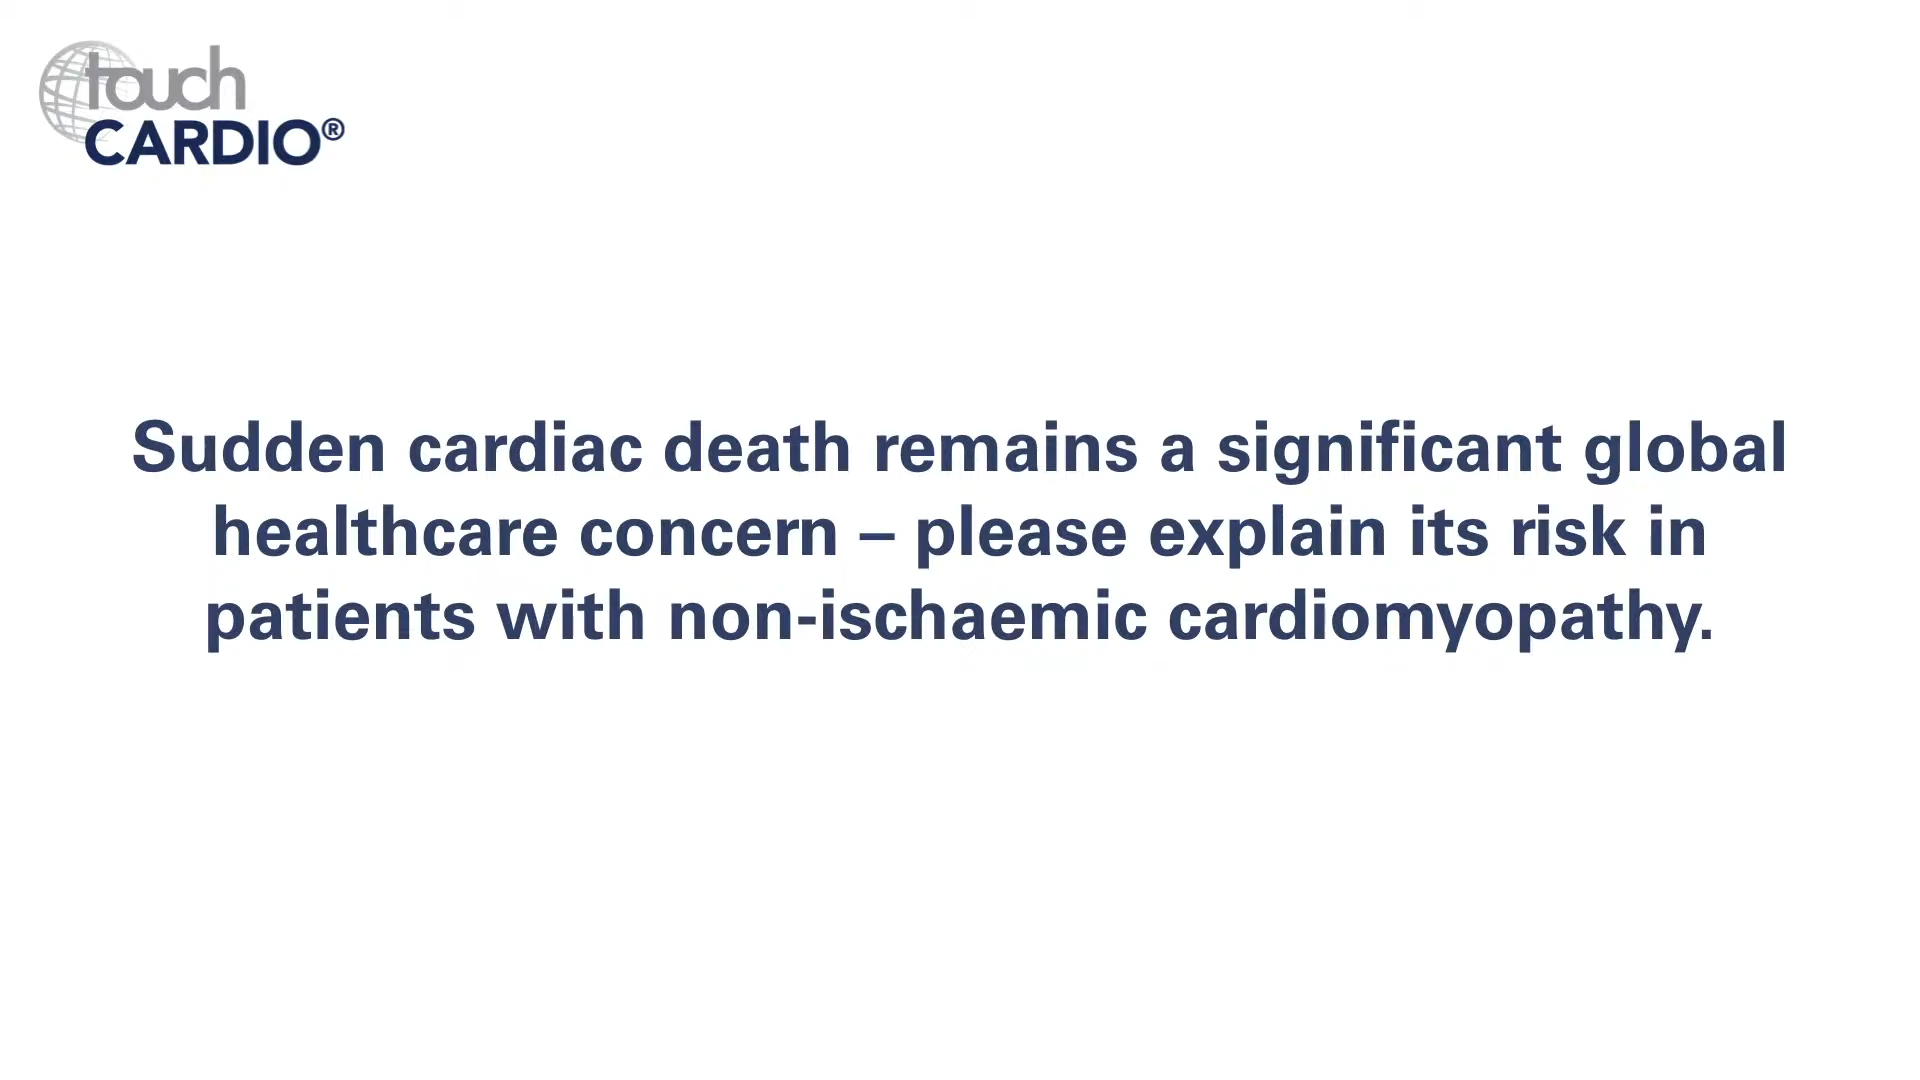 touch
CARDIO®
Sudden cardiac death remains a significant global
healthcare concern – please explain its risk in
patients with non-ischaemic cardiomyopathy.